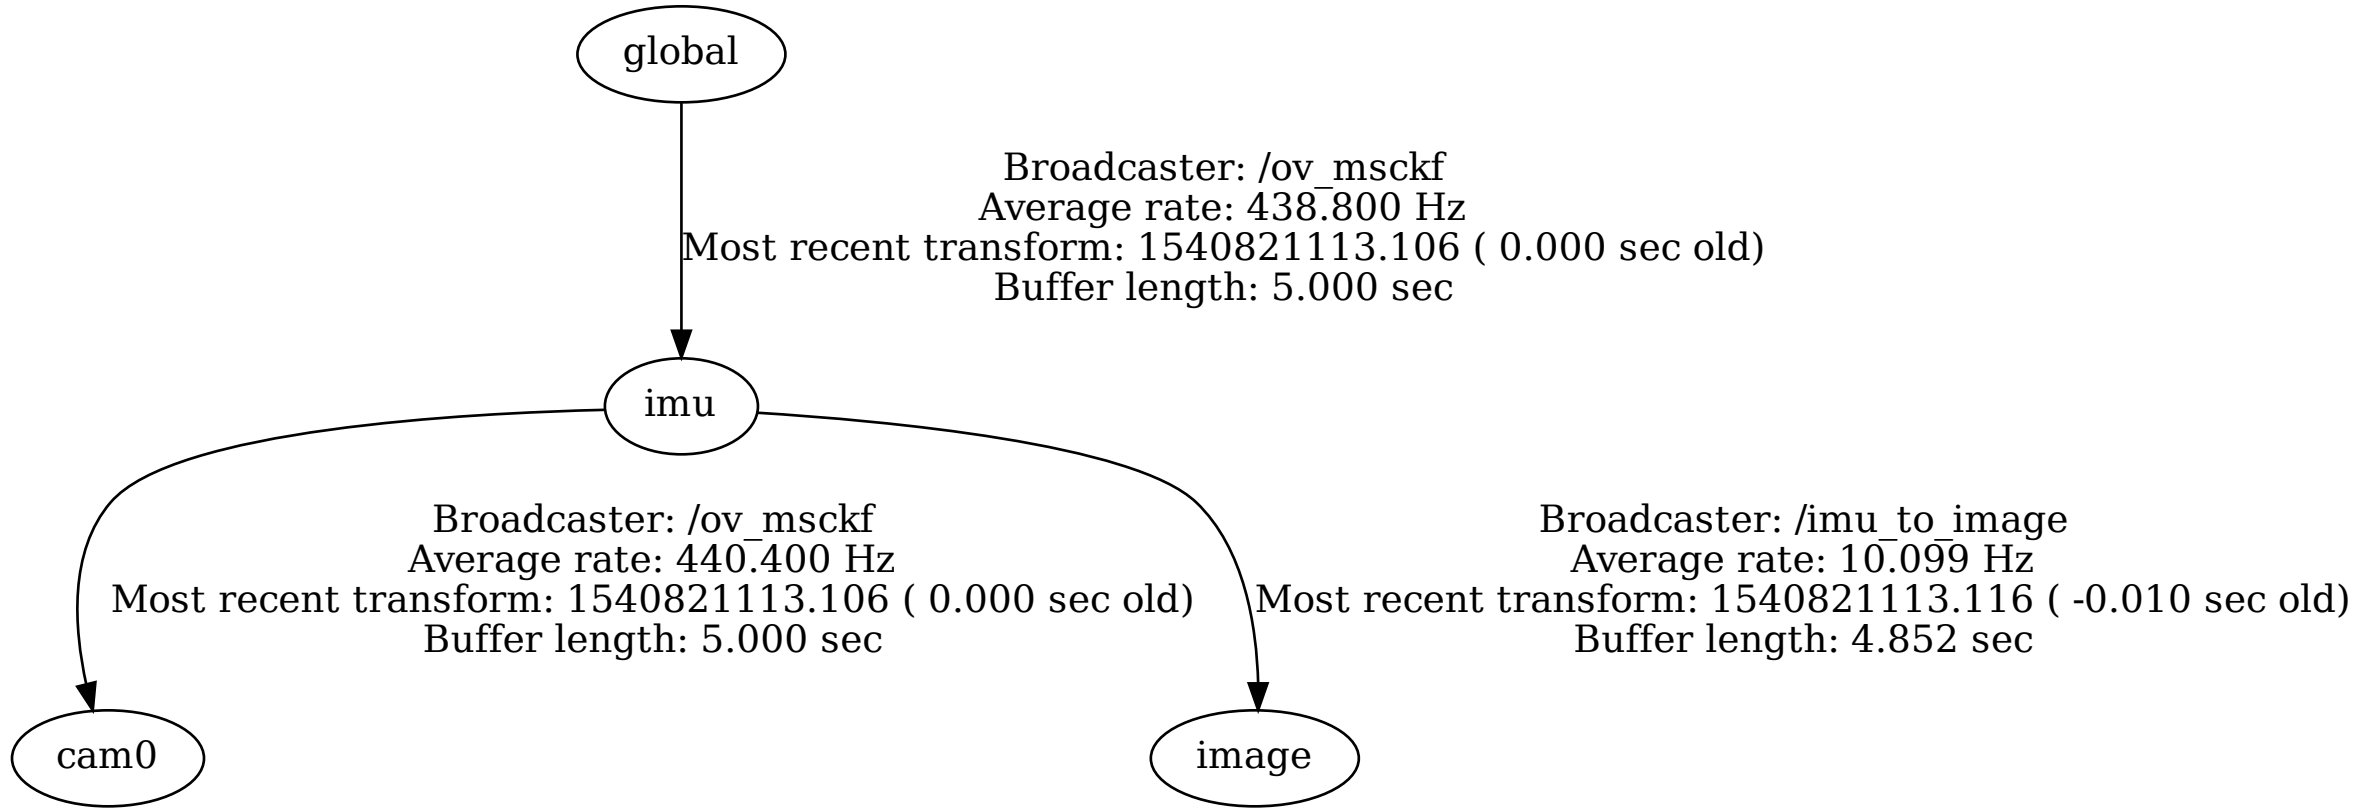 global
Broadcaster: /ov_msckf
Average rate: 438.800 Hz
Most recent transform: 1540821113.106 ( 0.000 sec old)
Buffer length: 5.000 sec
imu
Broadcaster: /ov_msckf
Average rate: 440.400 Hz
Most recent transform: 1540821113.106 ( 0.000 sec old)
Buffer length: 5.000 sec
Broadcaster: /imu_to_image
Average rate: 10.099 Hz
Most recent transform: 1540821113.116 ( -0.010 sec old)
Buffer length: 4.852 sec
cam0
image